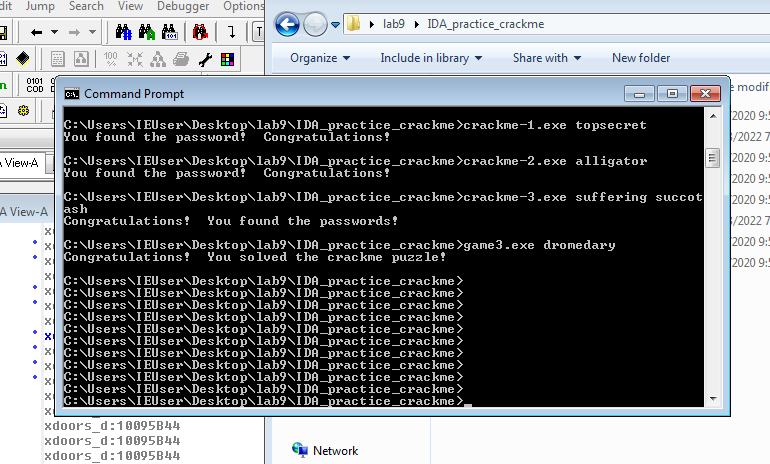 dit Jump Search View Debugger Options
lab9 IDA_practice_crackme
Organize Include in library Share with New folder
Command Prompt
C:\Users\IEUser\Desktop\lab9\IDA_practice_crackme>crackme-1.exe topsecret
You found the password!  Congratulations!
C:\Users\IEUser\Desktop\lab9\IDA_practice_crackme>crackme-2.exe alligator
You found the password!  Congratulations!
C:\Users\IEUser\Desktop\lab9\IDA_practice_crackme>crackme-3.exe suffering succot
ash
Congratulations!  You found the passwords!
C:\Users\IEUser\Desktop\lab9\IDA_practice_crackme>game3.exe dromedary
Congratulations!  You solved the crackme puzzle!
C:\Users\IEUser\Desktop\lab9\IDA_practice_crackme>
C:\Users\IEUser\Desktop\lab9\IDA_practice_crackme>
C:\Users\IEUser\Desktop\lab9\IDA_practice_crackme>
C:\Users\IEUser\Desktop\lab9\IDA_practice_crackme>
C:\Users\IEUser\Desktop\lab9\IDA_practice_crackme>
C:\Users\IEUser\Desktop\lab9\IDA_practice_crackme>
C:\Users\IEUser\Desktop\lab9\IDA_practice_crackme>
C:\Users\IEUser\Desktop\lab9\IDA_practice_crackme>
C:\Users\IEUser\Desktop\lab9\IDA_practice_crackme>
C:\Users\IEUser\Desktop\lab9\IDA_practice_crackme>
C:\Users\IEUser\Desktop\lab9\IDA_practice_crackme>_
A View-A
A View-A
e modif
/2020 9:5
/2022 7
/2020 9:5
/2020 9:5
/2020 9:5
/2022 7
/2020 9:5
xdoors_d:10095B44
xdoors_d:10095B44
xdoors_d:10095B44
Network